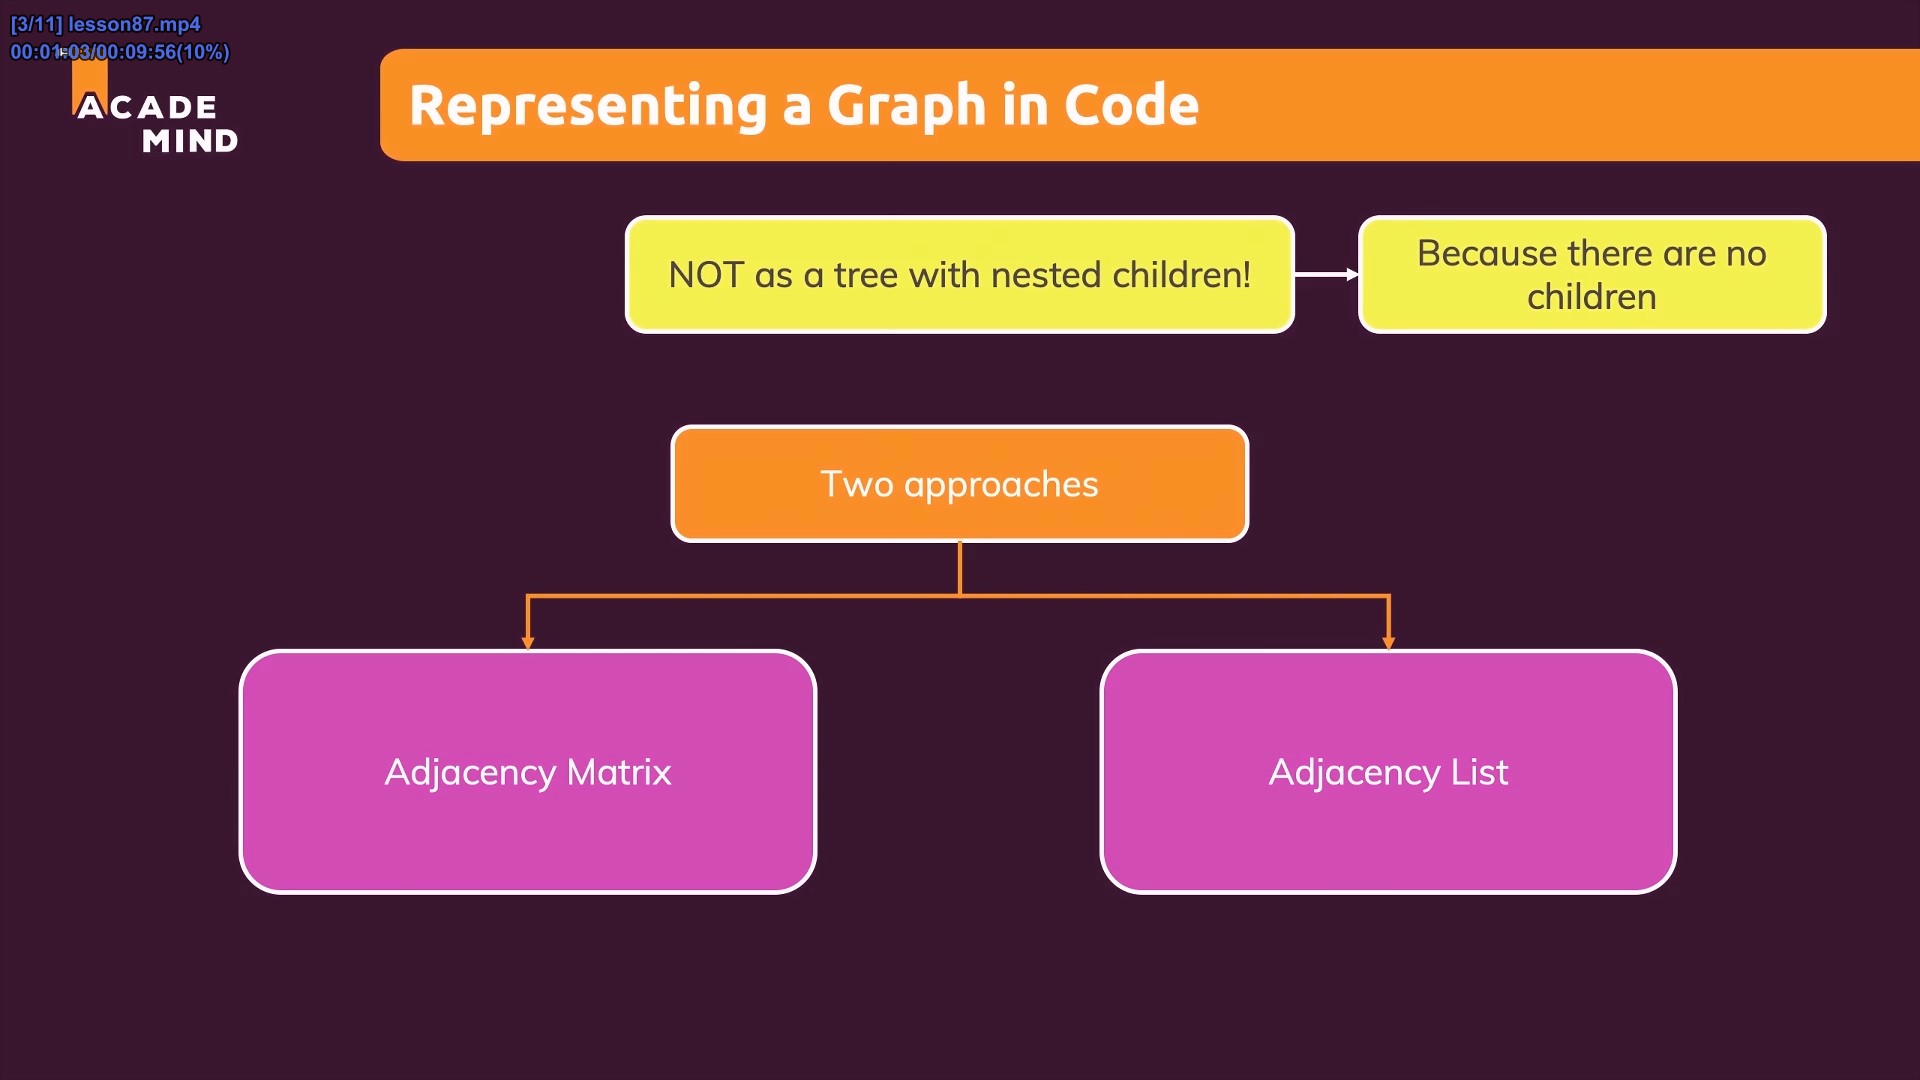 [3/11] lesson87.mp4
00:01:03/00:09:56(10%)
ACADE
MIND
Representing a Graph in Code
NOT as a tree with nested children!
Because there are no
children
Two approaches
Adjacency Matrix
Adjacency List